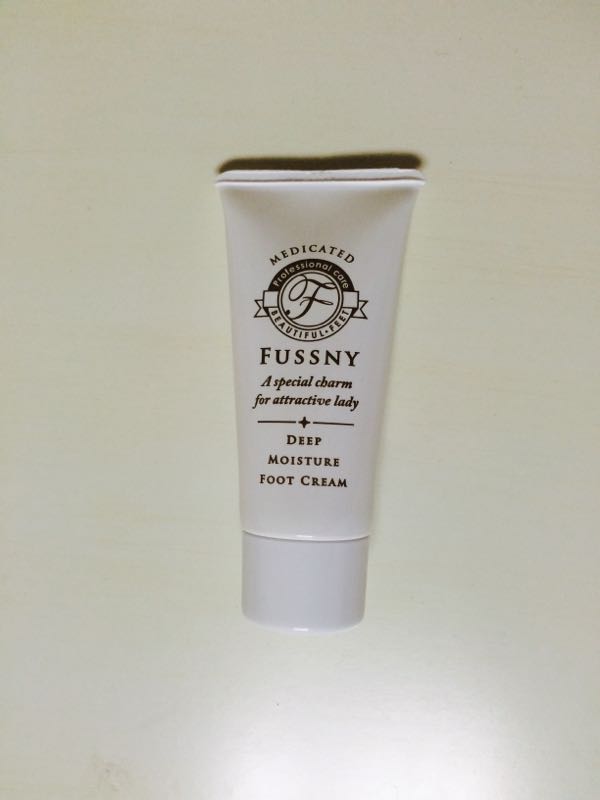 MEDICATED
Professional care
F
BEAUTIFUL・FEET
FUSSNY
A special charm
for attractive lady
DEEP
MOISTURE
FOOT CREAM